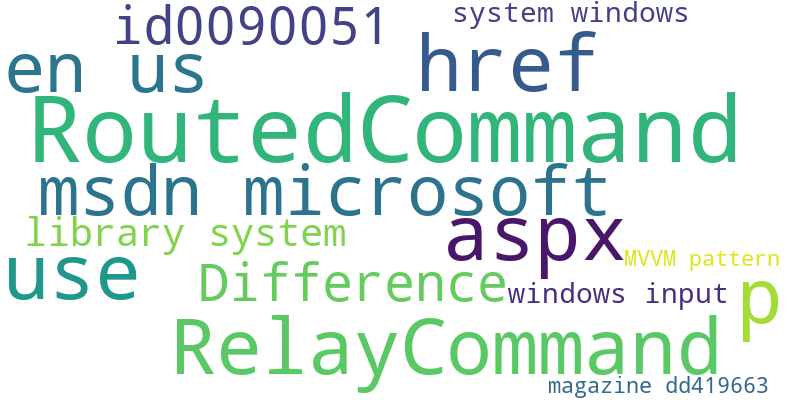 id0090051
system windows
en us
href
RoutedCommand
msdn microsoft
library system
aspx
MVVM pattern
use
Difference
windows input
p
RelayCommand
magazine dd419663